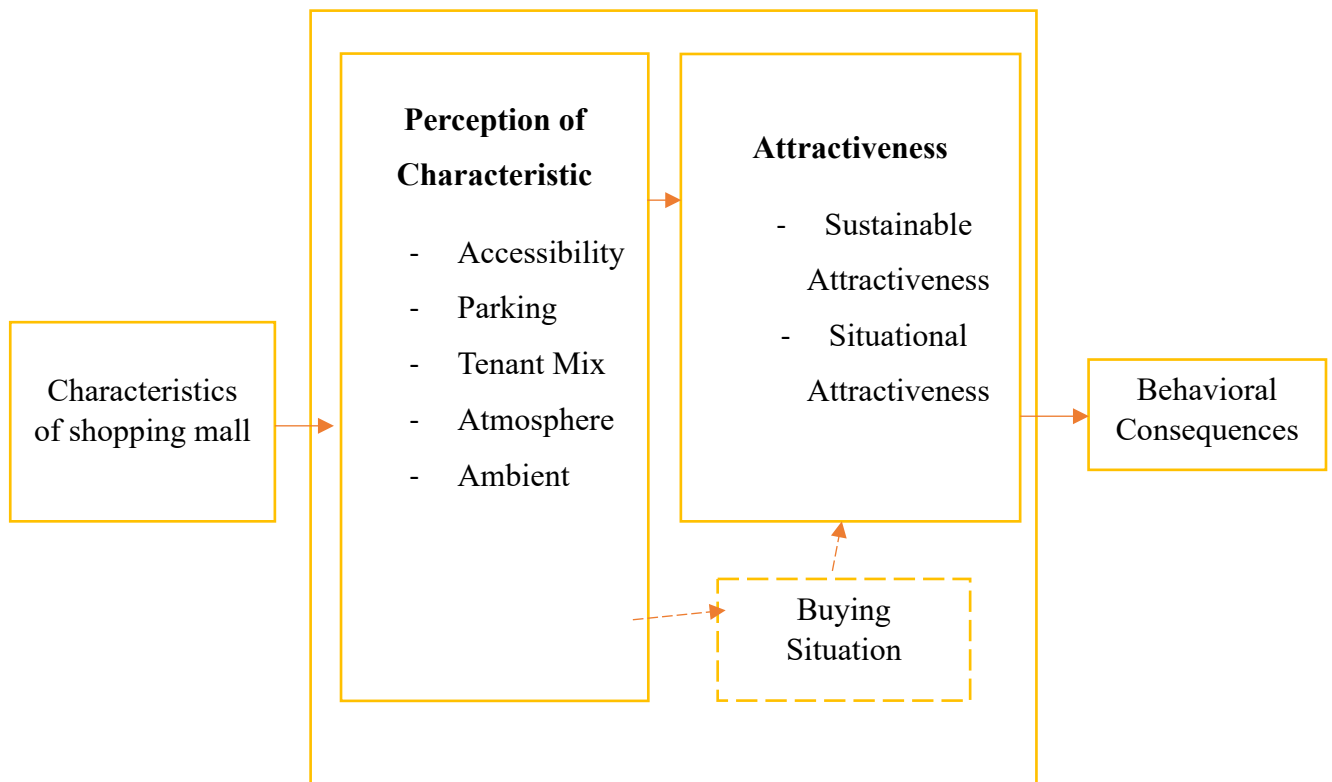 Characteristics
of shopping mall
Perception of
Characteristic
- Accessibility
- Parking
- Tenant Mix
- Atmosphere
- Ambient
Attractiveness
- Sustainable
Attractiveness
- Situational
Attractiveness
Buying
Situation
Behavioral
Consequences